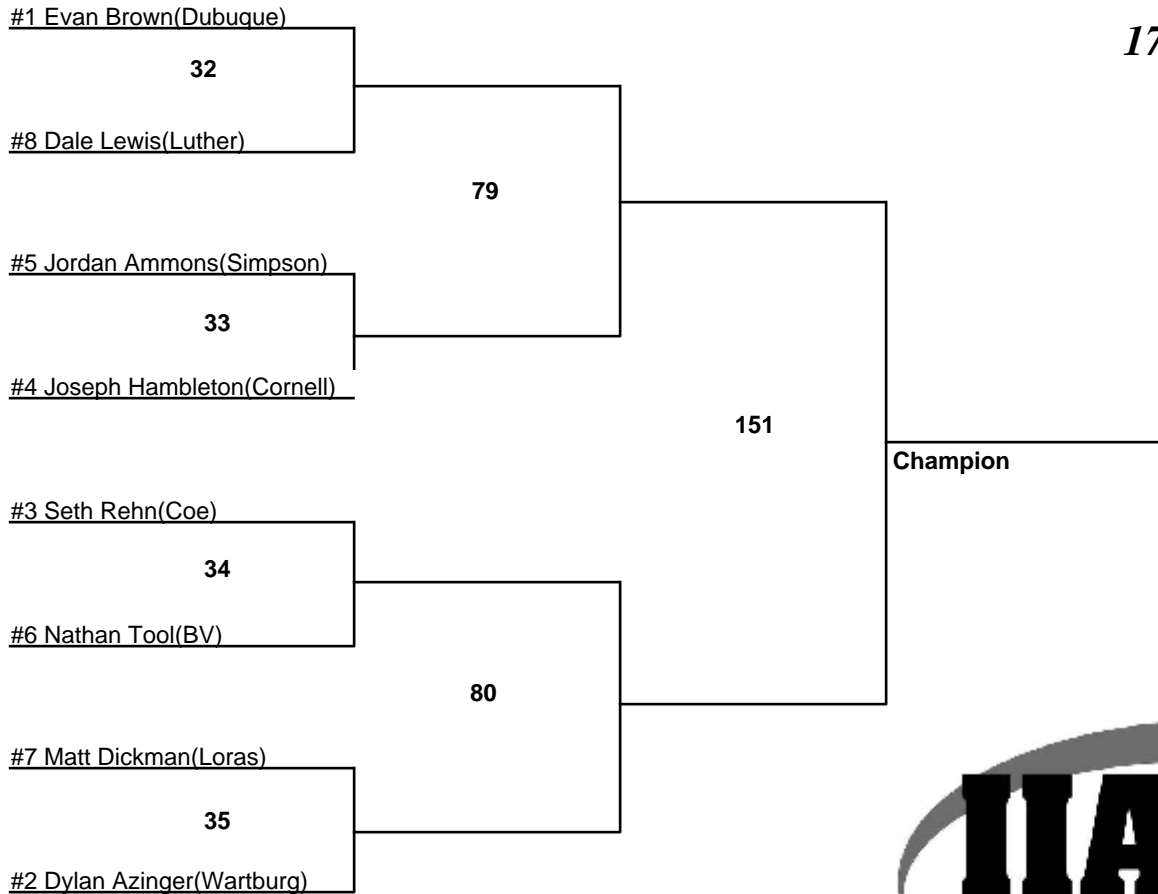 #1 Evan Brown(Dubuque)
17
32
#8 Dale Lewis(Luther)
79
#5 Jordan Ammons(Simpson)
33
#4 Joseph Hambleton(Cornell)
151
Champion
#3 Seth Rehn(Coe)
34
#6 Nathan Tool(BV)
80
#7 Matt Dickman(Loras)
35
#2 Dylan Azinger(Wartburg)
IIA